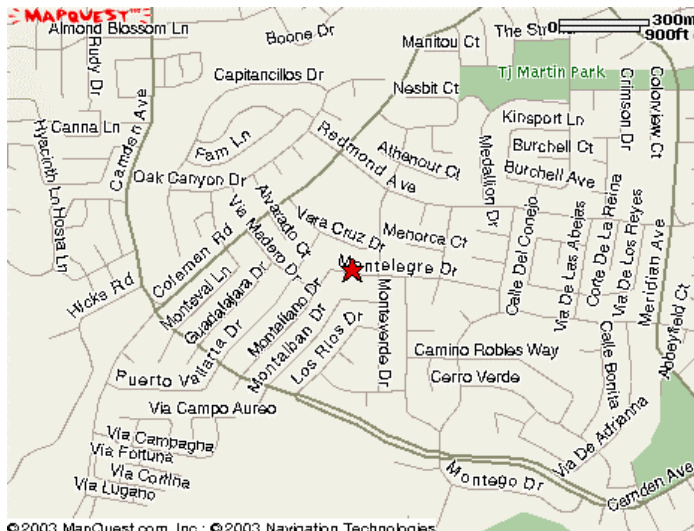 MAPQUEST
300m
900ft
0
Almond Blossom Ln
Rudy Dr
Boone Dr
Manitou Ct
The Str
Capitancillos Dr
Nesbit Ct
Tj Martin Park
Crimson Dr
Colonview Ct
Canna Ln
Camden Ave
Hyacinth Ln
Hosta Ln
Fam Ln
Redmond Ave
Athenour Ct
Kinsport Ln
Burchell Ct
Burchell Ave
Medallion Dr
Oak Canyon Dr
Alvarado Ct
Via Madero Dr
Vera Cruz Dr
Menorca Ct
Calle Del Conejo
Via De Las Abejas
Corte De La Reina
Via De Los Reyes
Meridian Ave
Coleman Rd
Hicks Rd
Monteval Ln
Guadalajara Dr
Montelegre Dr
Montaliano Dr
Montalban Dr
Los Rios Dr
Monteverde Dr
Camino Robles Way
Cerro Verde
Calle Bonita
Abbeyfield Ct
Puerto Vallarta Dr
Via Campo Aureo
Via Campagna
Via Fortuna
Via Cortina
Via Lugano
Via De Adrianna
Montego Dr
Camden Ave
©2003 MapQuest.com, Inc.; ©2003 Navigation Technologies